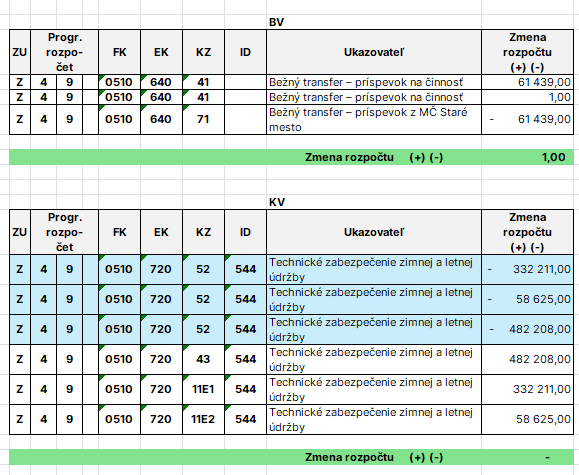 BV
ZU Progr. rozpo- čet FK EK KZ ID Ukazovateľ Zmena rozpočtu (+) (-)
Z 4 9 0510 640 41 Bežný transfer – príspevok na činnosť 61 439,00
Z 4 9 0510 640 41 Bežný transfer – príspevok na činnosť 1,00
Z 4 9 0510 640 71 Bežný transfer – príspevok z MČ Staré mesto - 61 439,00
Zmena rozpočtu (+) (-) 1,00
KV
ZU Progr. rozpo- čet FK EK KZ ID Ukazovateľ Zmena rozpočtu (+) (-)
Z 4 9 0510 720 52 544 Technické zabezpečenie zimnej a letnej údržby - 332 211,00
Z 4 9 0510 720 52 544 Technické zabezpečenie zimnej a letnej údržby - 58 625,00
Z 4 9 0510 720 52 544 Technické zabezpečenie zimnej a letnej údržby - 482 208,00
Z 4 9 0510 720 43 544 Technické zabezpečenie zimnej a letnej údržby 482 208,00
Z 4 9 0510 720 11E1 544 Technické zabezpečenie zimnej a letnej údržby 332 211,00
Z 4 9 0510 720 11E2 544 Technické zabezpečenie zimnej a letnej údržby 58 625,00
Zmena rozpočtu (+) (-) -